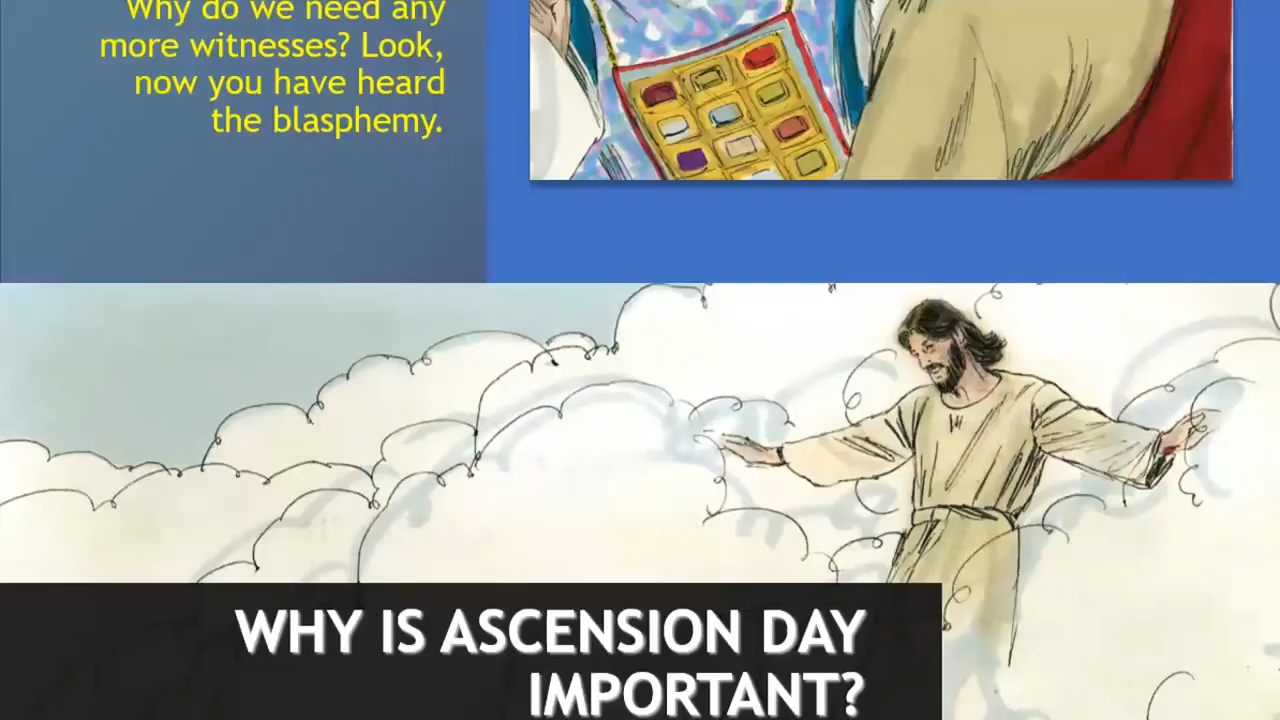 Why do we need any
more witnesses? Look,
now you have heard
the blasphemy.
WHY IS ASCENSION DAY
IMPORTANT?